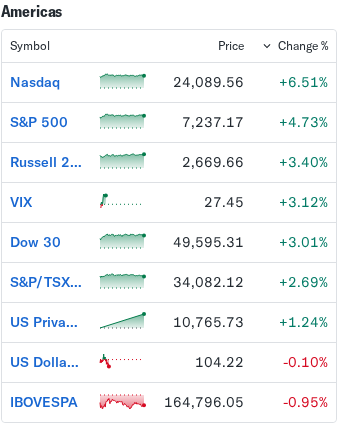 Americas
Symbol Price Change %
Nasdaq 24,089.56 +6.51%
S&P 500 7,237.17 +4.73%
Russell 2... 2,669.66 +3.40%
VIX 27.45 +3.12%
Dow 30 49,595.31 +3.01%
S&P/TSX... 34,082.12 +2.69%
US Priva... 10,765.73 +1.24%
US Dolla... 104.22 -0.10%
IBOVESPA 164,796.05 -0.95%